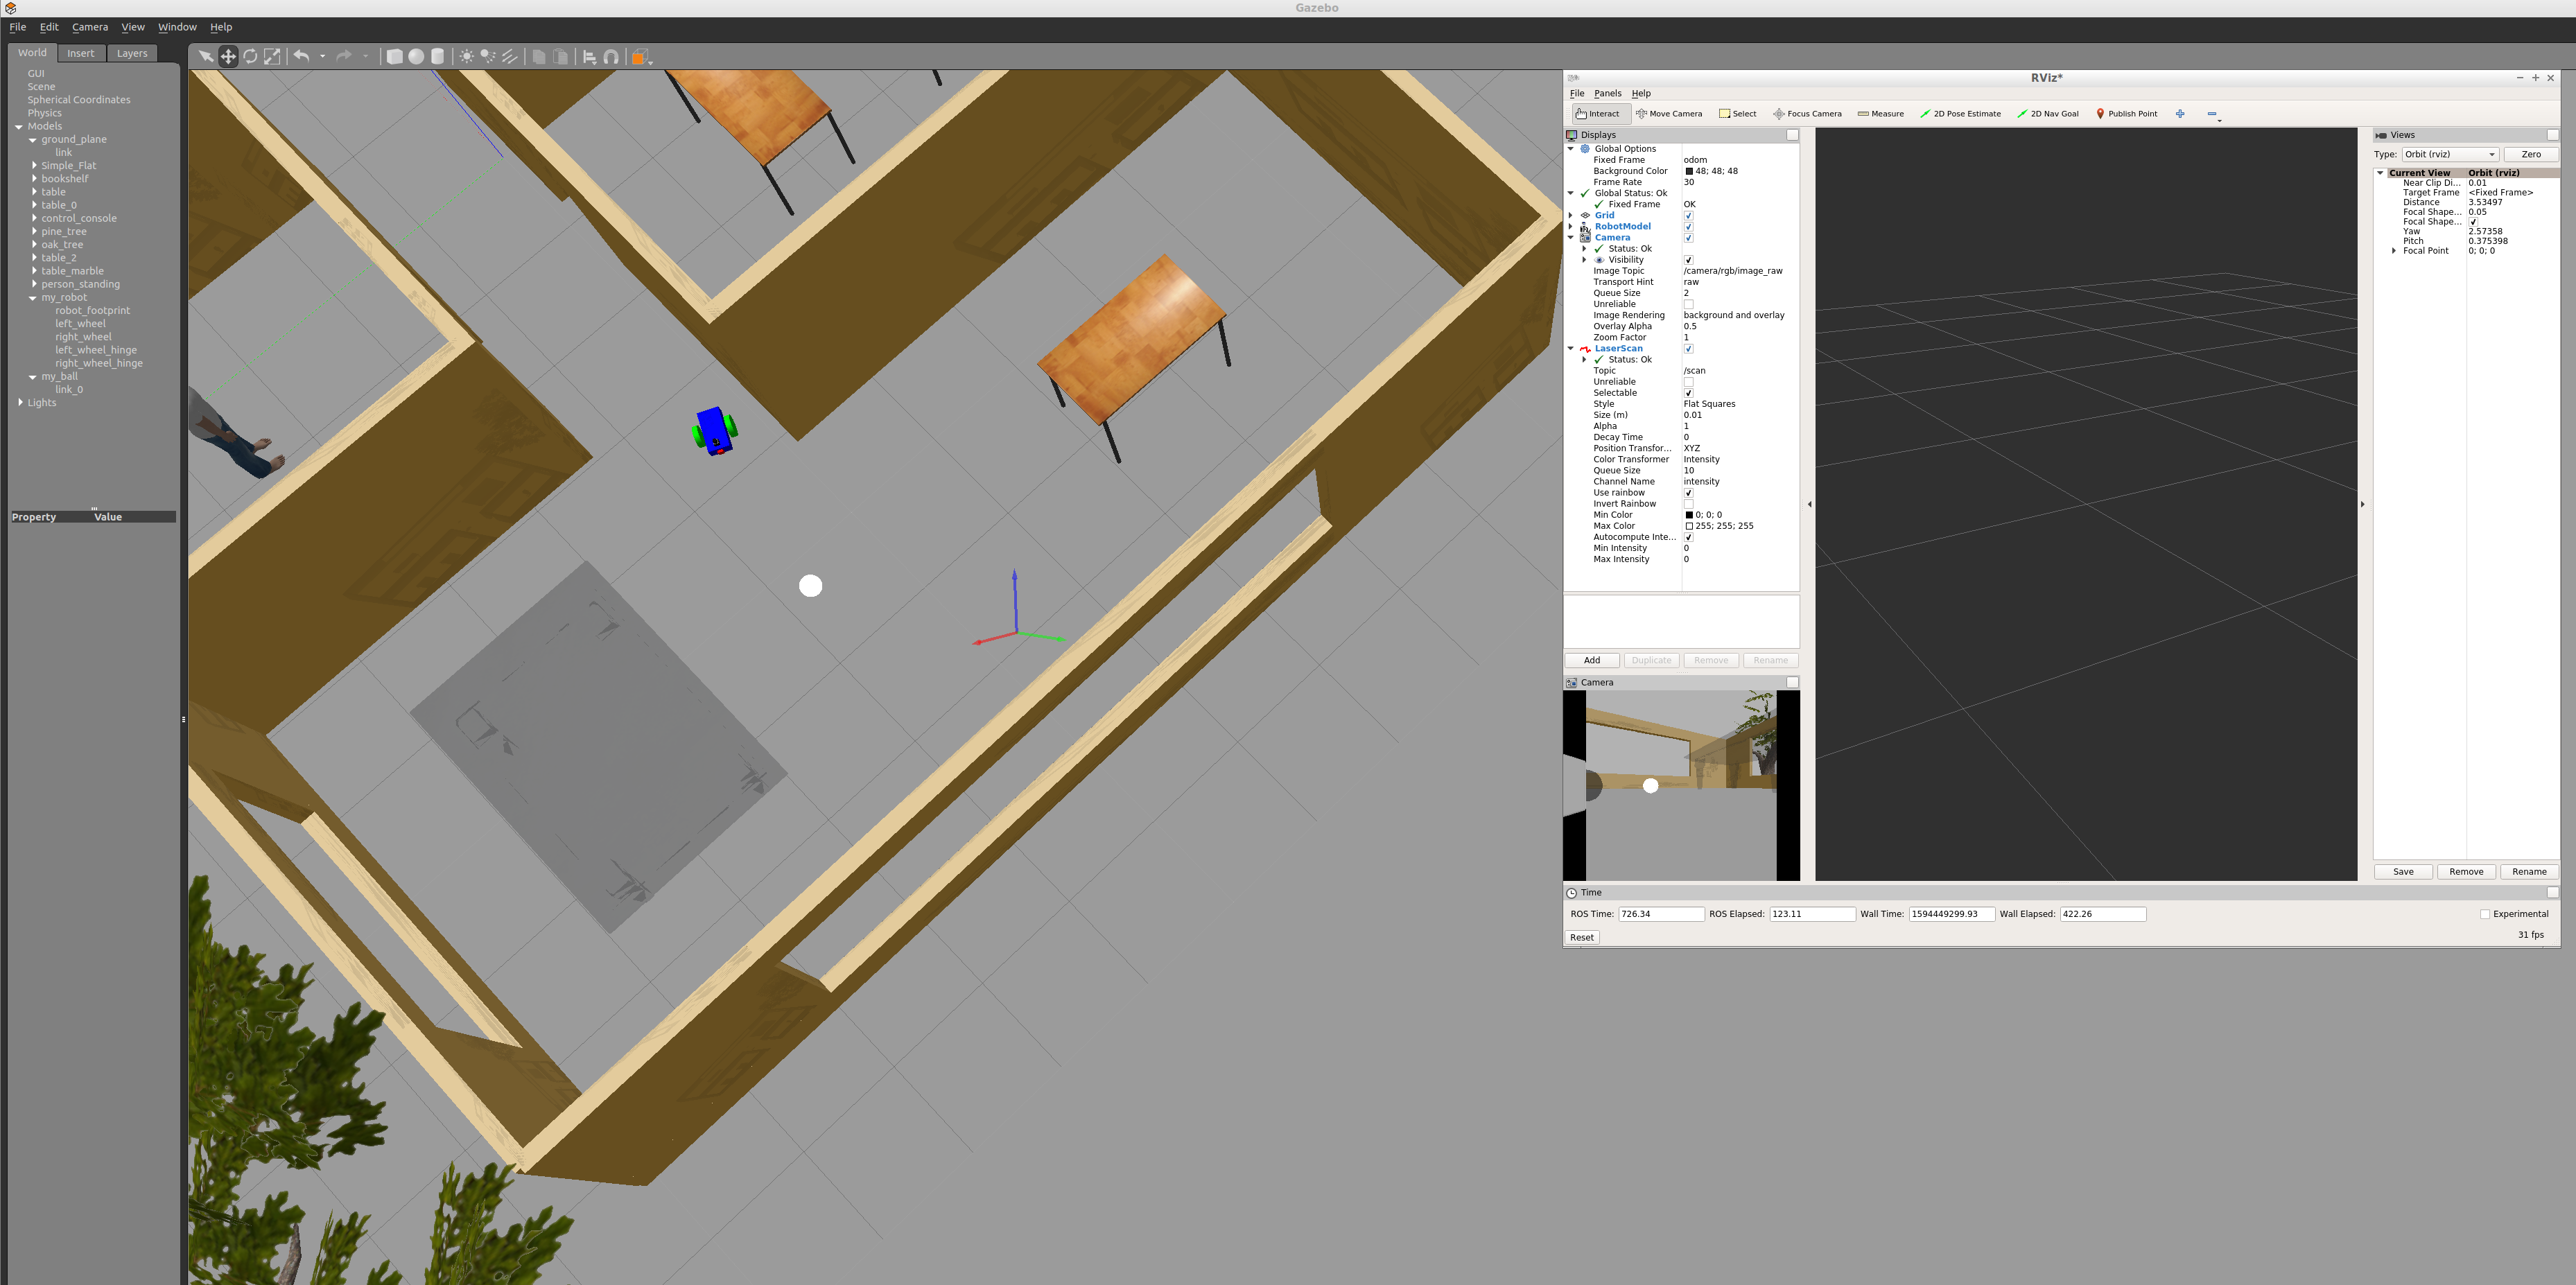 Gazebo
File Edit Camera View Window Help
World Insert Layers
GUI
Scene
Spherical Coordinates
Physics
Models
ground_plane
link
Simple_Flat
bookshelf
table
table_0
control_console
pine_tree
oak_tree
table_2
table_marble
person_standing
my_robot
robot_footprint
left_wheel
right_wheel
left_wheel_hinge
right_wheel_hinge
my_ball
link_0
Lights
Property Value
RViz*
File Panels Help
Interact Move Camera Select Focus Camera Measure 2D Pose Estimate 2D Nav Goal Publish Point
Displays
Global Options
Fixed Frame odom
Background Color 48; 48; 48
Frame Rate 30
Global Status: Ok
Fixed Frame OK
Grid
RobotModel
Camera
Status: Ok
Visibility
Image Topic /camera/rgb/image_raw
Transport Hint raw
Queue Size 2
Unreliable
Image Rendering background and overlay
Overlay Alpha 0.5
Zoom Factor 1
LaserScan
Status: Ok
Topic /scan
Unreliable
Selectable
Style Flat Squares
Size (m) 0.01
Alpha 1
Decay Time 0
Position Transfor... XYZ
Color Transformer Intensity
Queue Size 10
Channel Name intensity
Use rainbow
Invert Rainbow
Min Color 0; 0; 0
Max Color 255; 255; 255
Autocompute Inte...
Min Intensity 0
Max Intensity 0
Add Duplicate Remove Rename
Camera
Views
Type: Orbit (rviz) Zero
Current View Orbit (rviz)
Near Clip Di... 0.01
Target Frame <Fixed Frame>
Distance 3.53497
Focal Shape... 0.05
Focal Shape...
Yaw 2.57358
Pitch 0.375398
Focal Point 0; 0; 0
Save Remove Rename
Time
ROS Time: 726.34 ROS Elapsed: 123.11 Wall Time: 1594449299.93 Wall Elapsed: 422.26 Experimental
Reset 31 fps